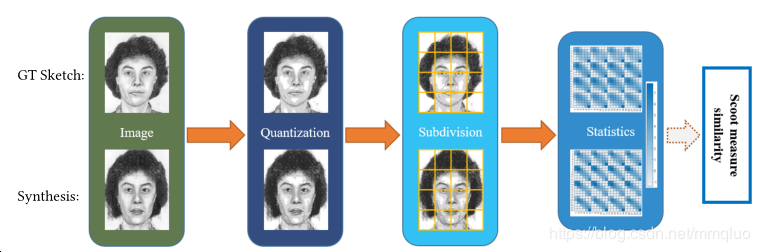 GT Sketch:
Image
Quantization
Subdivision
Statistics
Scoot measure
similarity
Synthesis:
https://blog.csdn.net/mmqluo